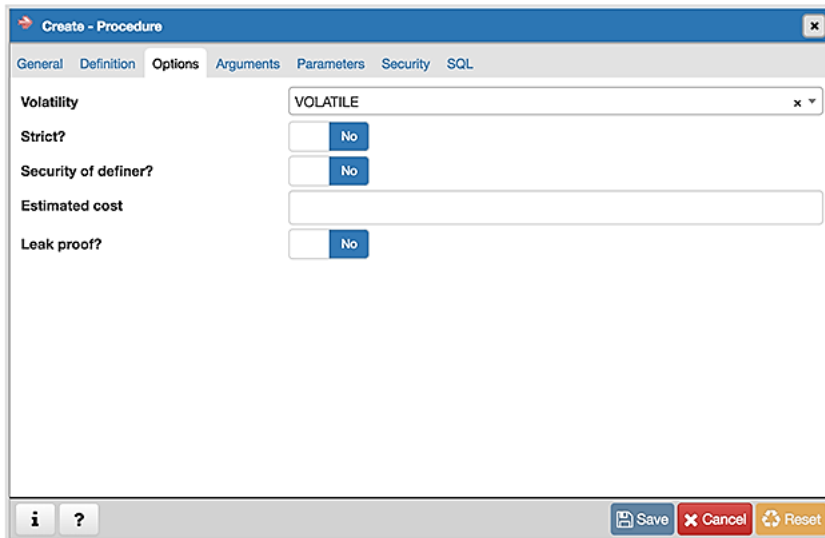 Create - Procedure
General Definition Options Arguments Parameters Security SQL
Volatility VOLATILE
Strict? No
Security of definer? No
Estimated cost
Leak proof? No
i ? Save Cancel Reset